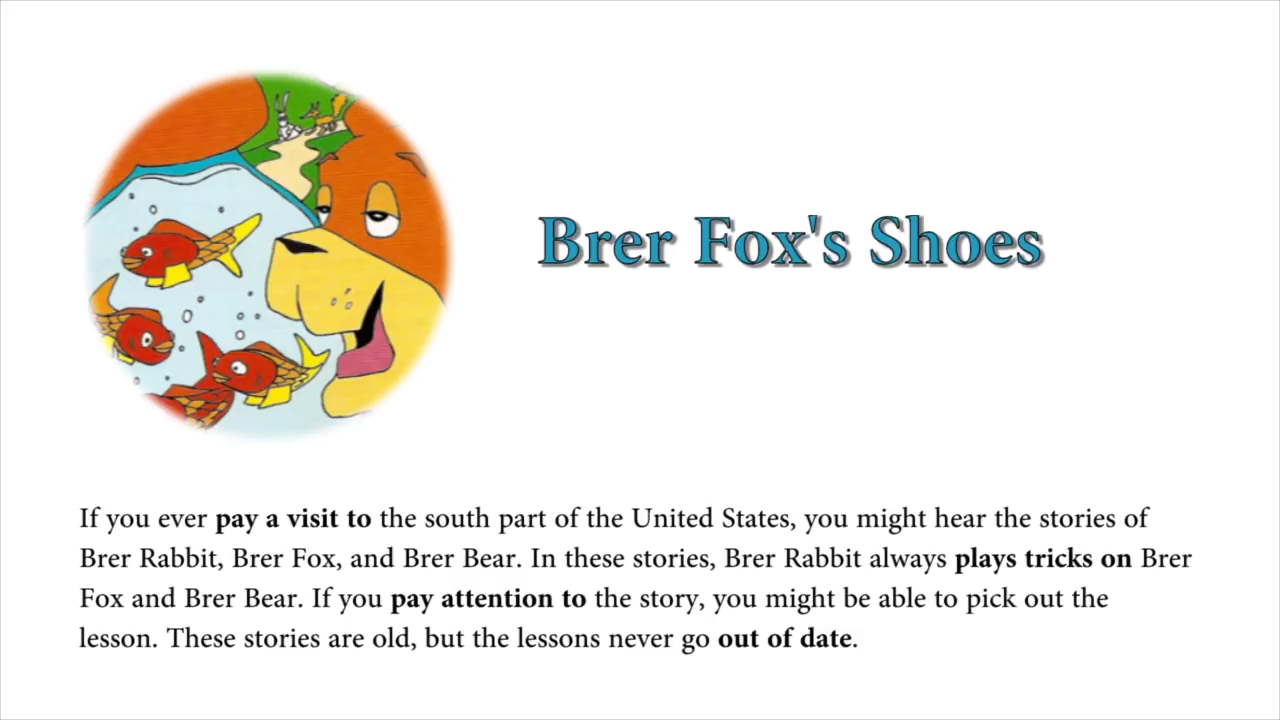 Brer Fox's Shoes
If you ever pay a visit to the south part of the United States, you might hear the stories of
Brer Rabbit, Brer Fox, and Brer Bear. In these stories, Brer Rabbit always plays tricks on Brer
Fox and Brer Bear. If you pay attention to the story, you might be able to pick out the
lesson. These stories are old, but the lessons never go out of date.